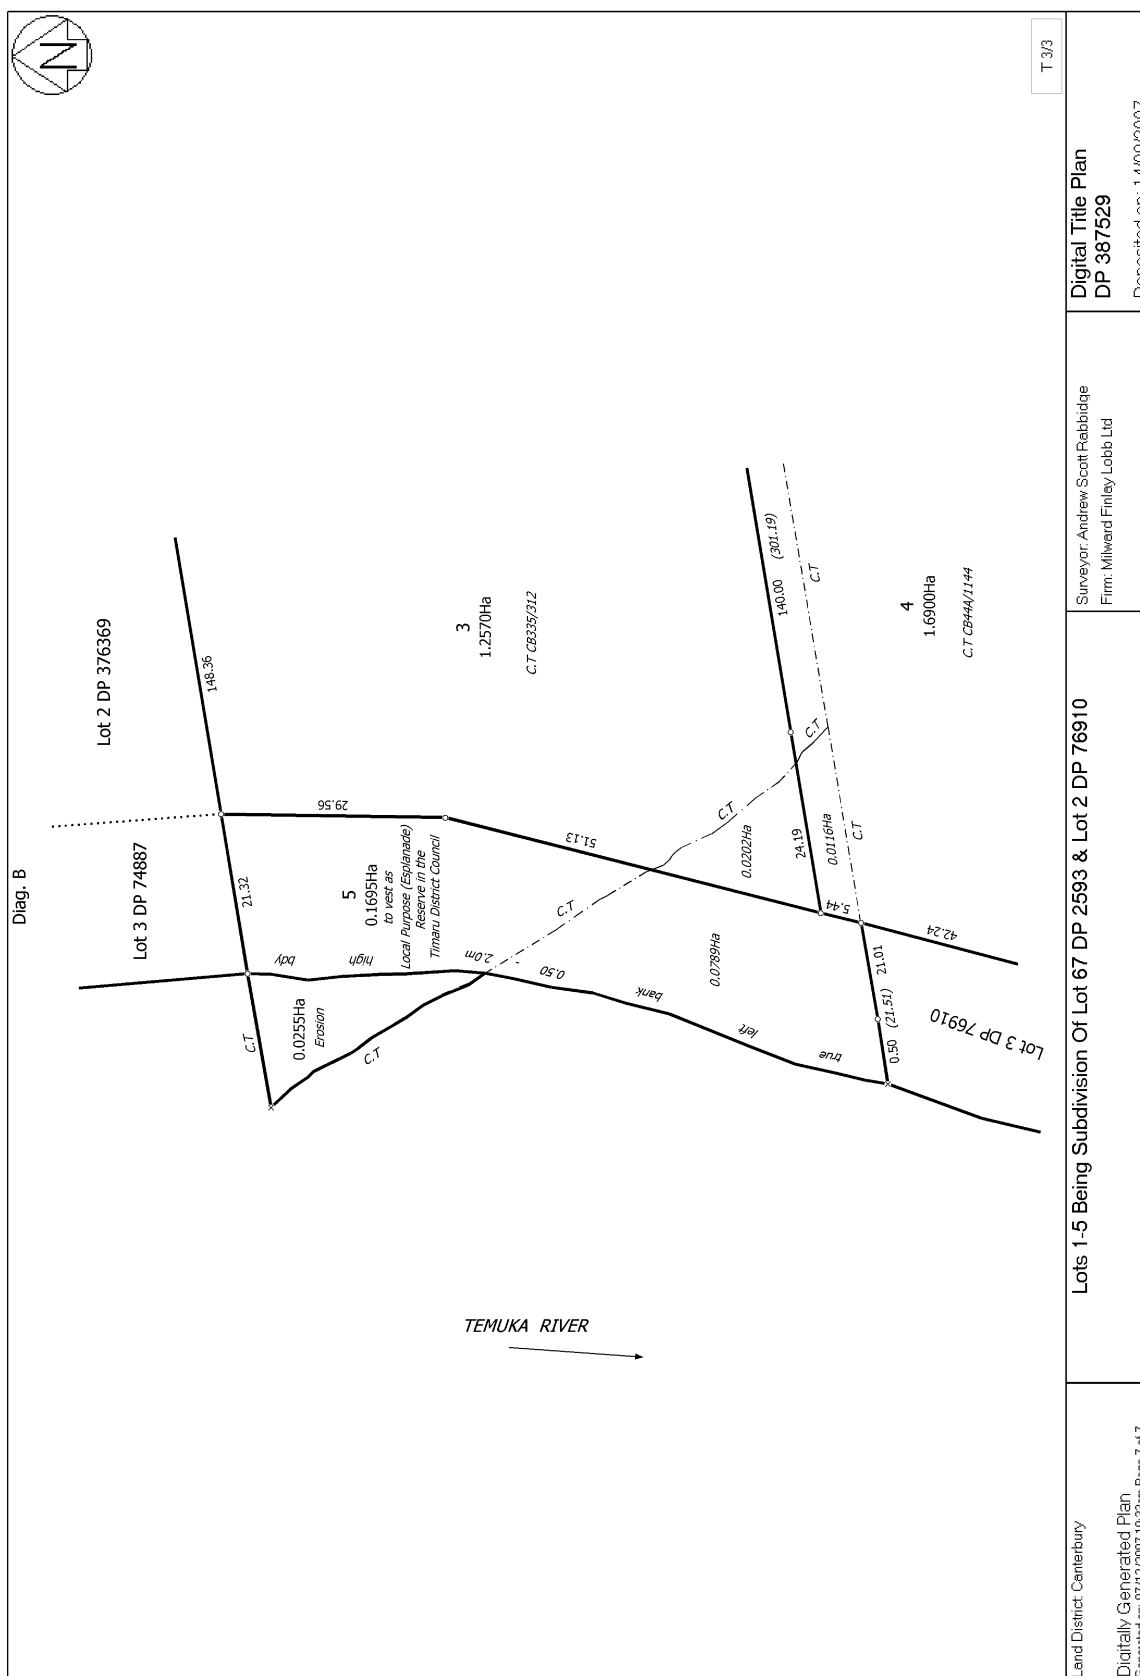 Diag. B
T 3/3
Lot 3 DP 74887
Lot 2 DP 376369
148.36
21.32
29.56
C.T
bdy
high
2.0m
0.50
bank
left
true
0.0255Ha
Erosion
C.T
5
0.1695Ha
to vest as
Local Purpose (Esplanade)
Reserve in the
Timaru District Council
3
1.2570Ha
C.T CB335/312
51.13
C.T
C.T
C.T
0.0789Ha
0.0202Ha
0.0116Ha
24.19
140.00
(301.19)
C.T
C.T
5.44
21.01
(21.51)
0.50
42.24
4
1.6900Ha
C.T CB44A/1144
Lot 3 DP 76910
TEMUKA RIVER
N
Land District: Canterbury
Digitally Generated Plan
Lots 1-5 Being Subdivision Of Lot 67 DP 2593 & Lot 2 DP 76910
Surveyor: Andrew Scott Rabbidge
Firm: Milward Finlay Lobb Ltd
Digital Title Plan
DP 387529